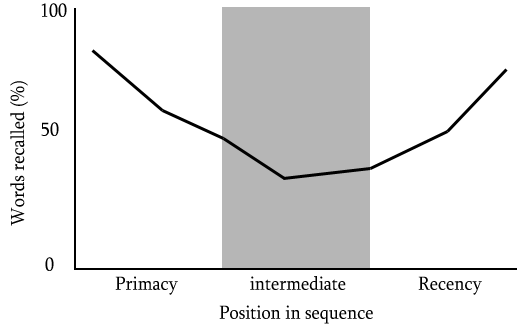 100
Words recalled (%)
50
0
Primacy
intermediate
Recency
Position in sequence